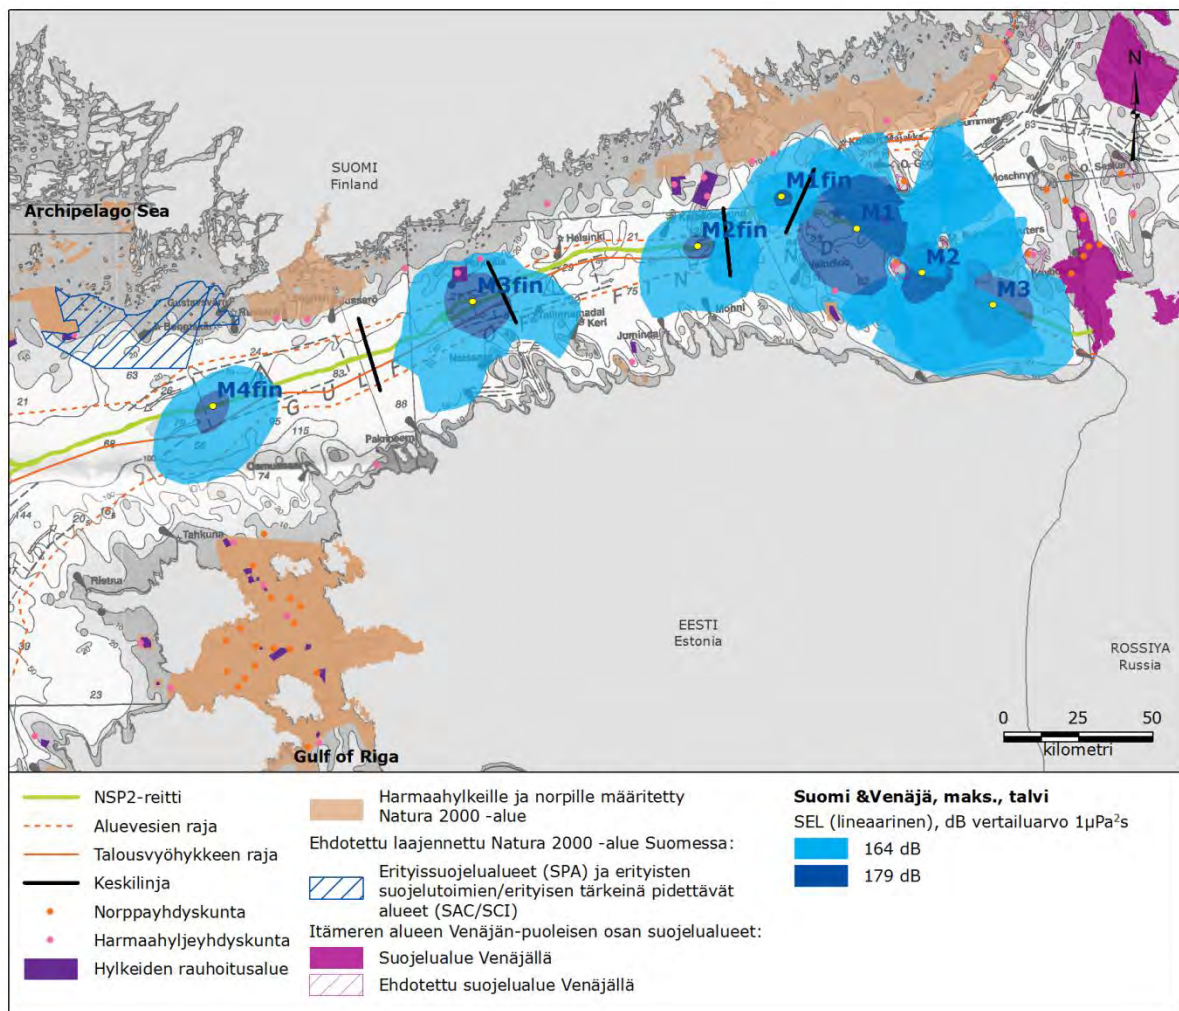 N
SUOMI
Finland
Archipelago Sea
M1fin
M1
M2fin
M2
M3fin
M3
M4fin
Helsinki
Moschnyy
Summers
Mohni
Juminda
Keri
Pakrineem
Tahkuna
Ristna
EESTI
Estonia
ROSSIYA
Russia
Gulf of Riga
0 25 50
kilometri
NSP2-reitti
Aluevesien raja
Talousvyöhykkeen raja
Keskilinja
Norppayhdyskunta
Harmaahyljeyhdyskunta
Hylkeiden rauhoitusalue
Harmaahylkeille ja norpille määritetty
Natura 2000 -alue
Ehdotettu laajennettu Natura 2000 -alue Suomessa:
Erityissuojelualueet (SPA) ja erityisten
suojelutoimien/erityisen tärkeinä pidettävät
alueet (SAC/SCI)
Itämeren alueen Venäjän-puoleisen osan suojelualueet:
Suojelualue Venäjällä
Ehdotettu suojelualue Venäjällä
Suomi &Venäjä, maks., talvi
SEL (lineaarinen), dB vertailuarvo 1µPa²s
164 dB
179 dB